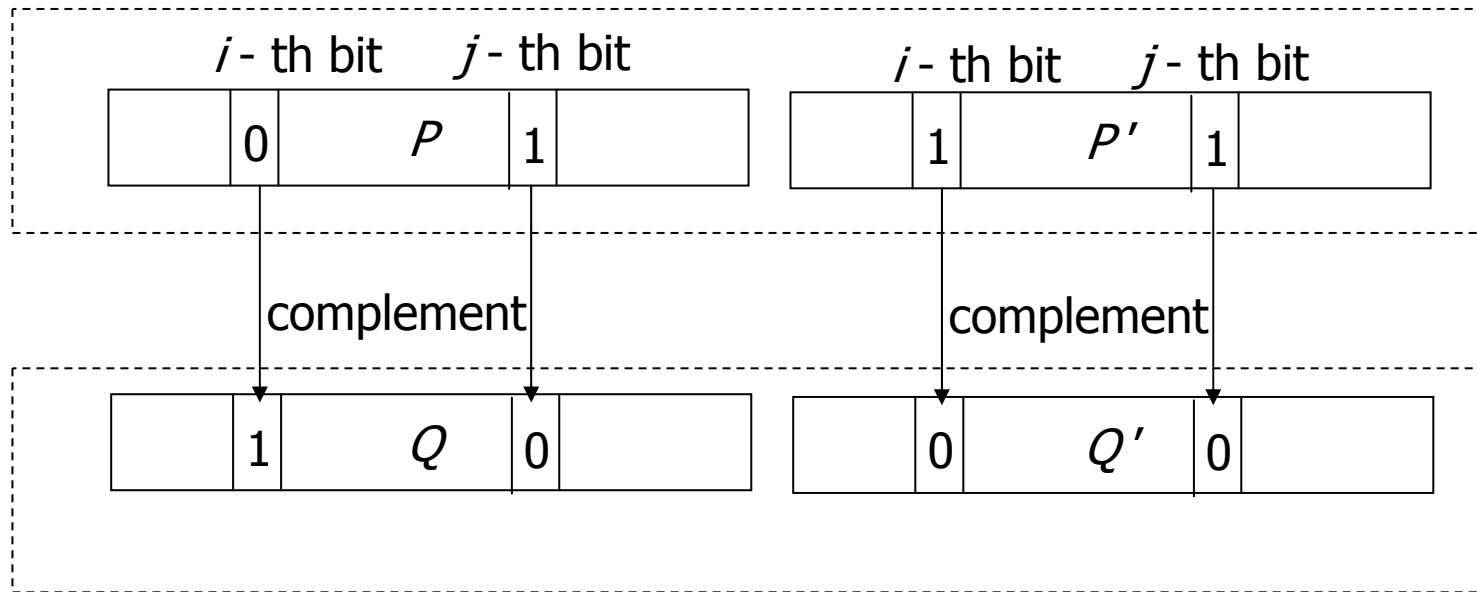 i - th bit j - th bit i - th bit j - th bit
0 P 1 1 P' 1
complement complement
1 Q 0 0 Q' 0